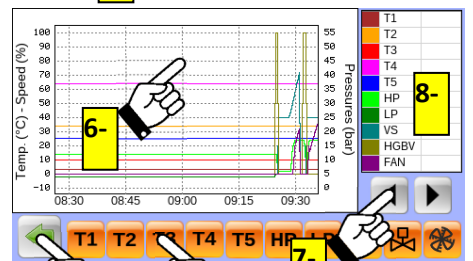 100
90
80
70
60
50
40
30
20
10
0
-10
Temp. (°C) - Speed (%)
55
50
45
40
35
30
25
20
15
10
5
0
Pressures (bar)
08:30 08:45 09:00 09:15 09:30
6-
T1
T2
T3
T4
T5
HP
LP
VS
HGBV
FAN
8-
T1 T2 T3 T4 T5 HP LP
7-